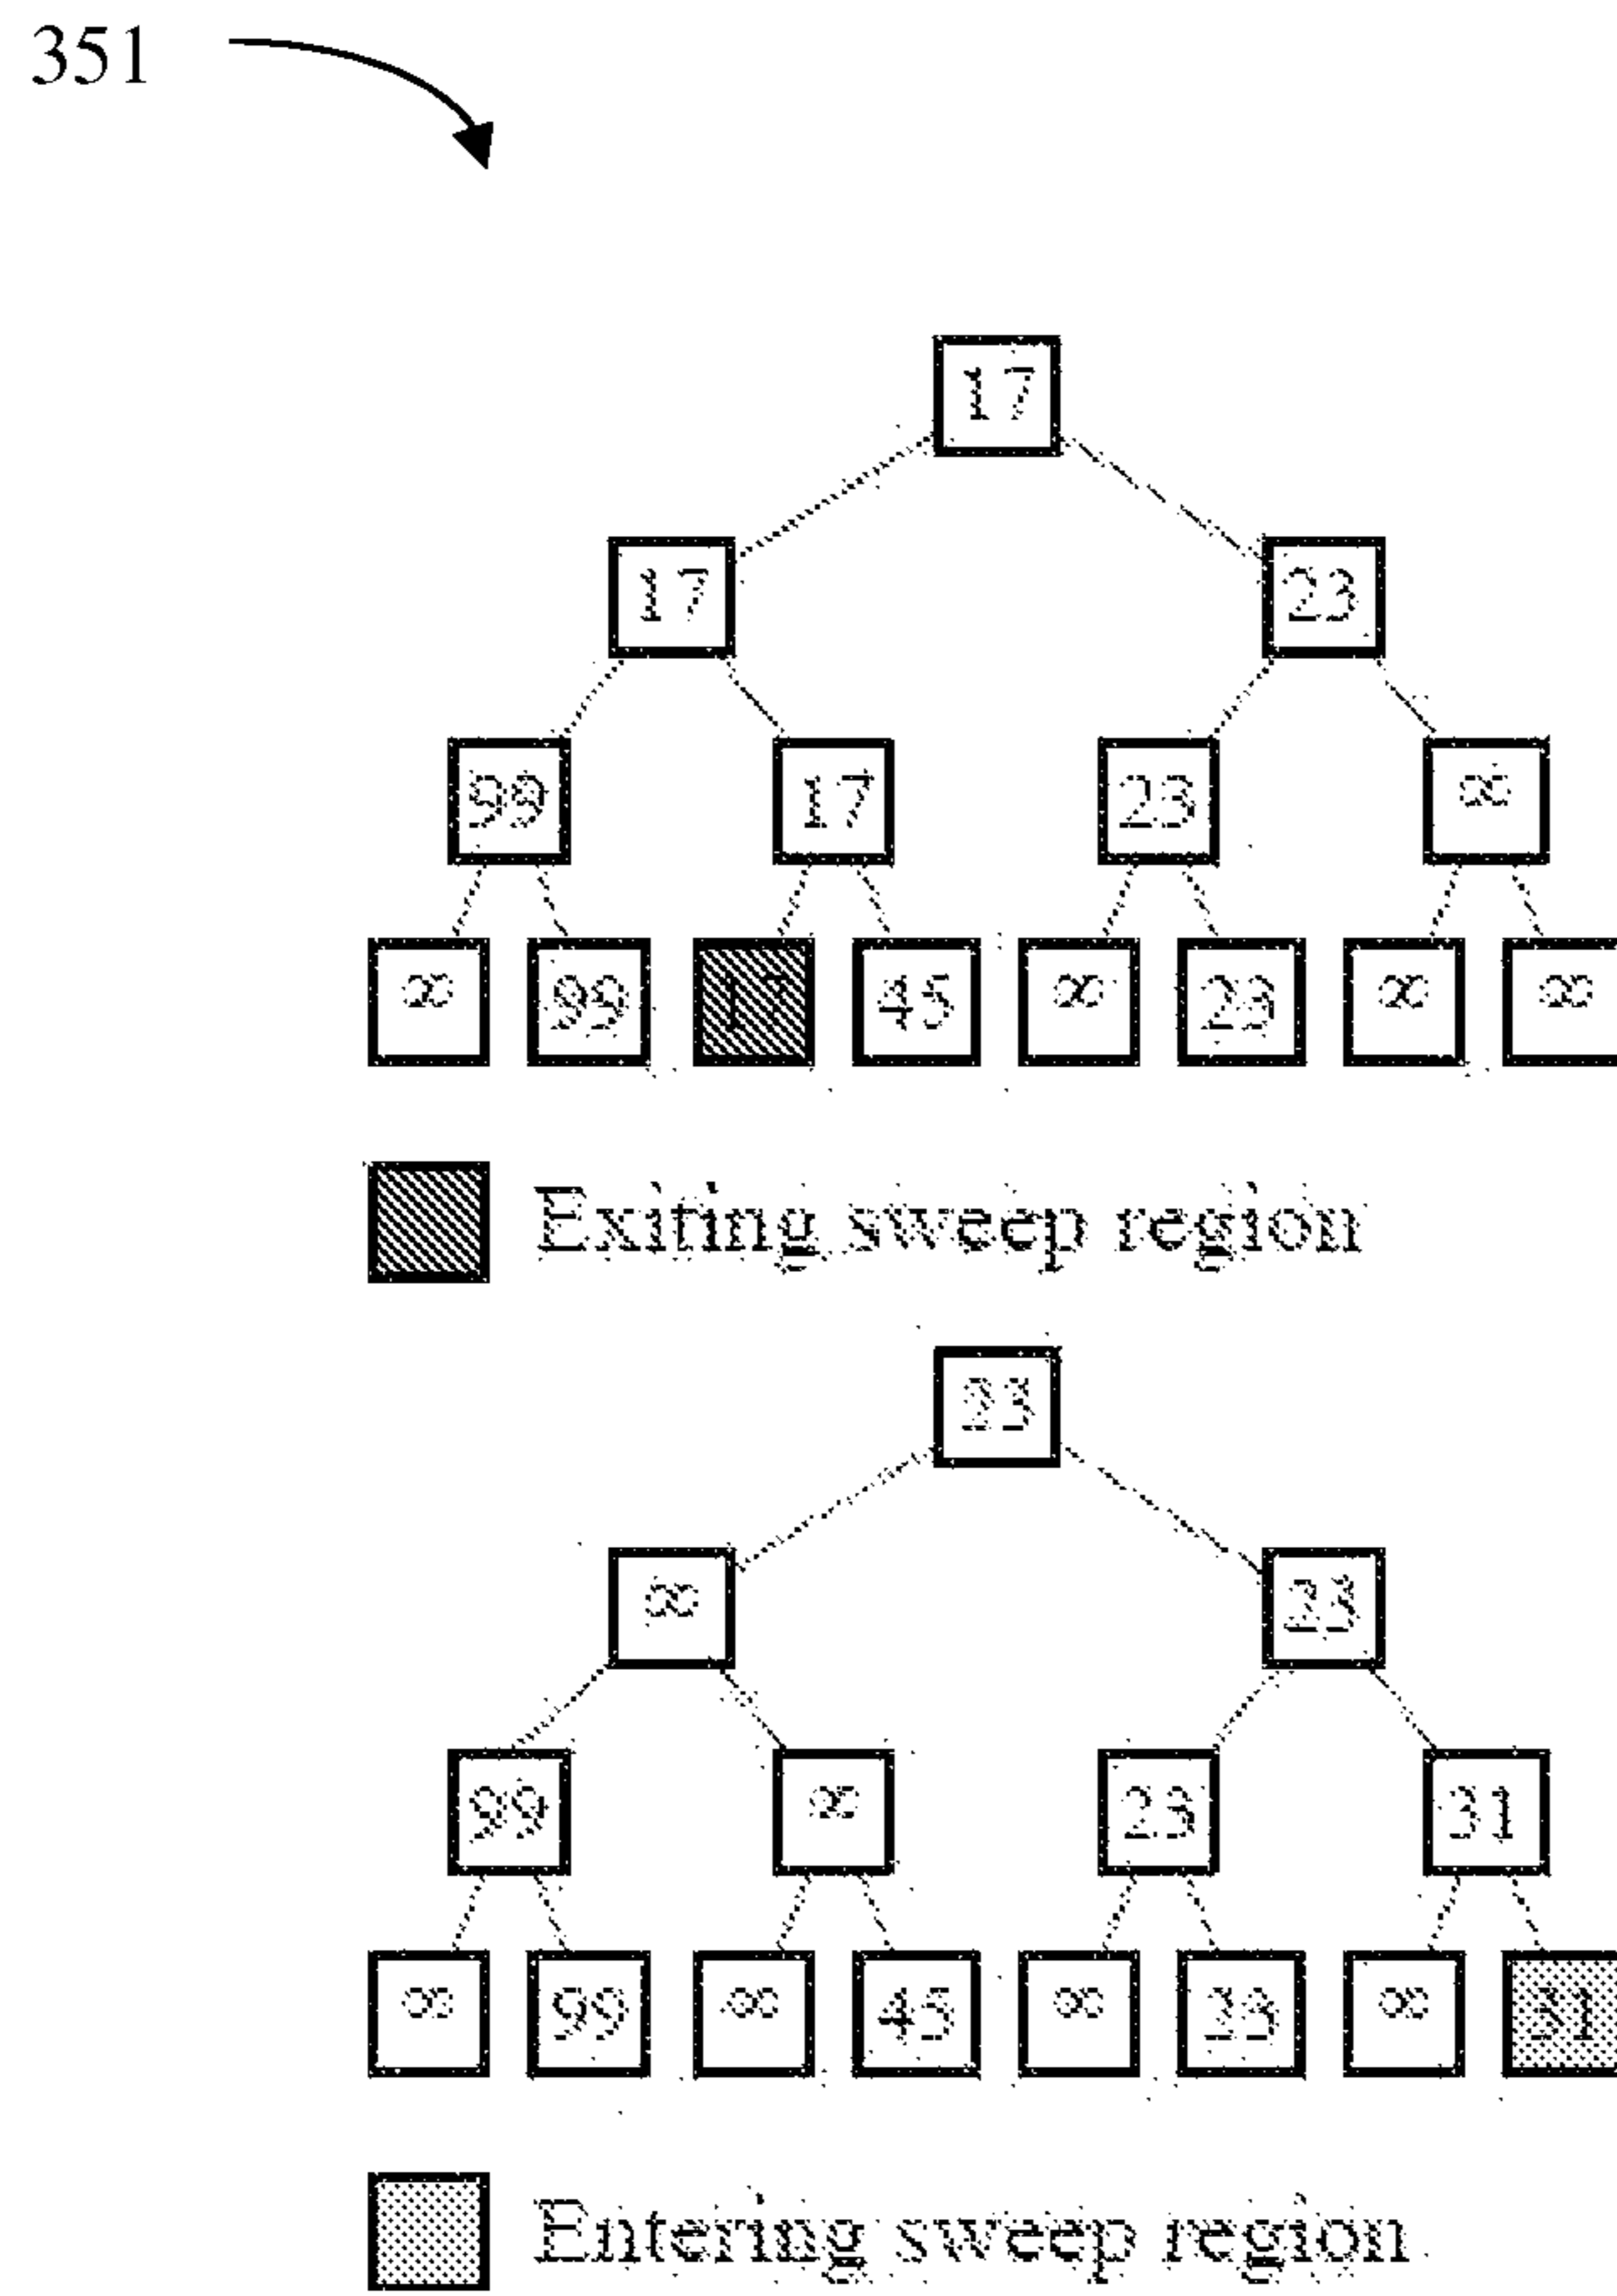 351
17
17 23
99 17 23 ∞
∞ 99 17 45 ∞ 23 ∞ ∞
Exiting sweep region
23
∞ 23
99 ∞ 23 31
∞ 99 ∞ 45 ∞ 23 ∞ 31
Entering sweep region